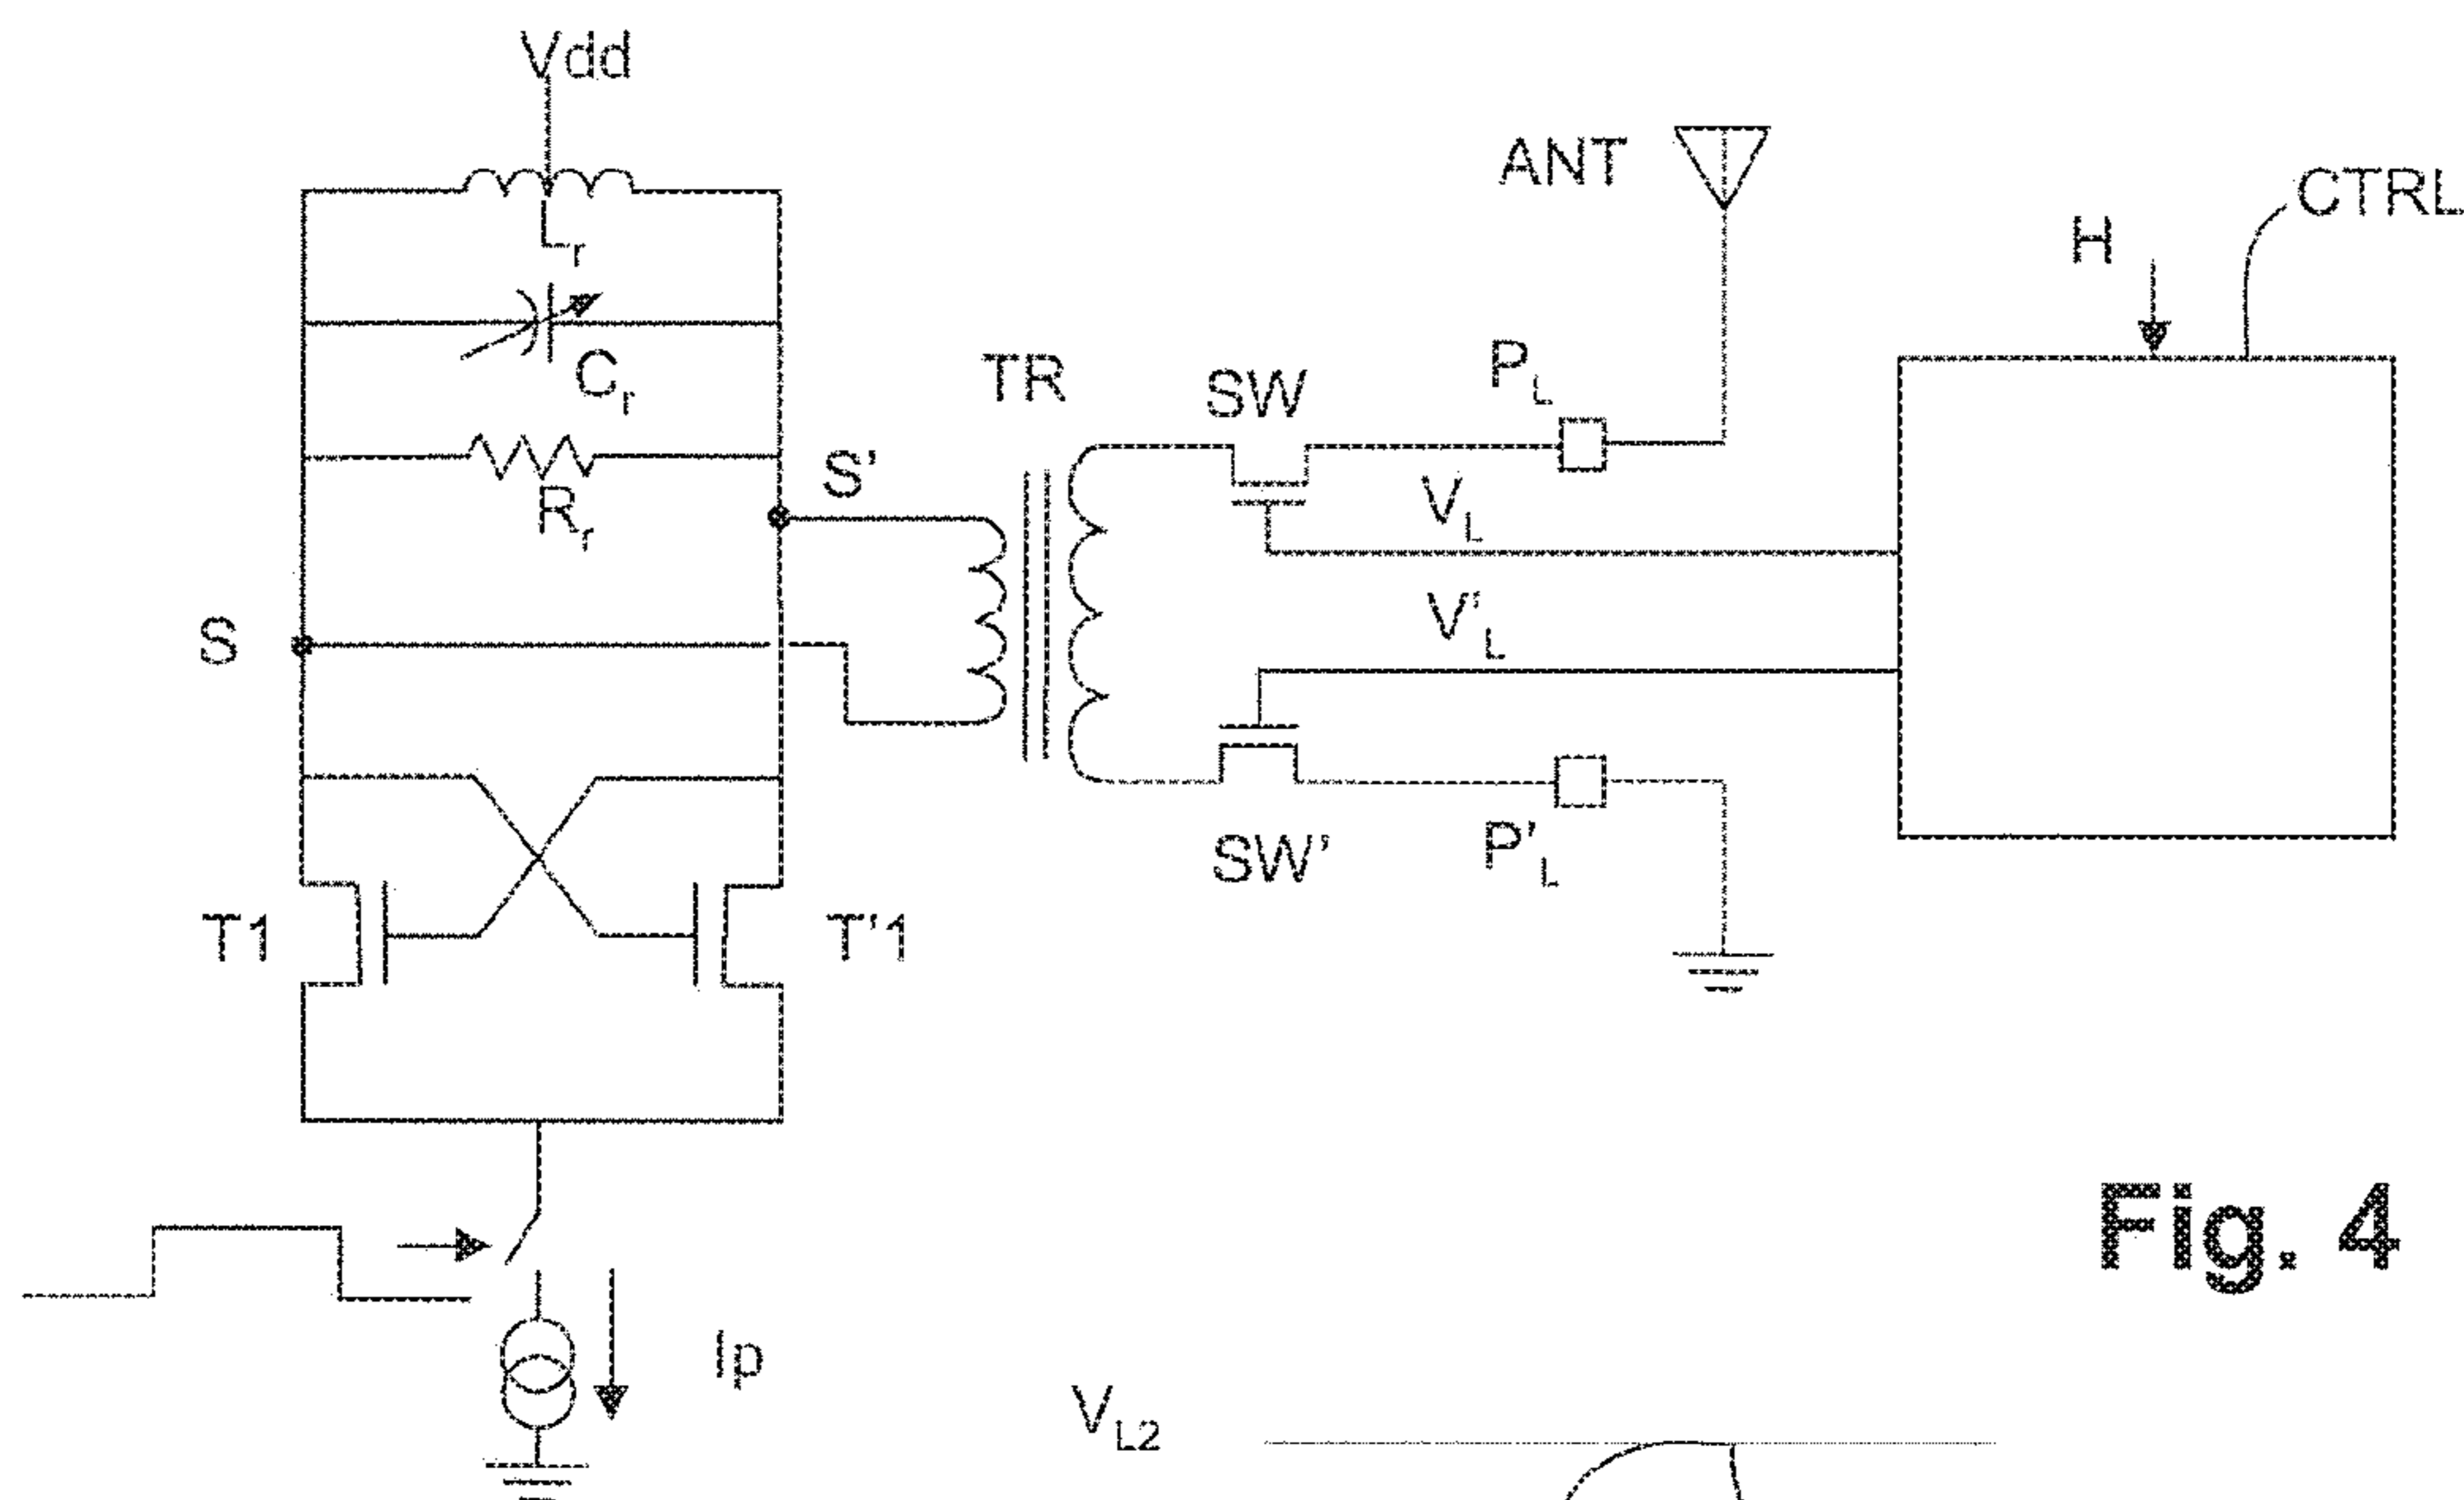 Vdd
ANT
CTRL
H
Lr
Cr
TR
SW
PL
S'
Rr
VL
V'L
S
SW'
P'L
T1
T'1
Fig. 4
Ip
VL2